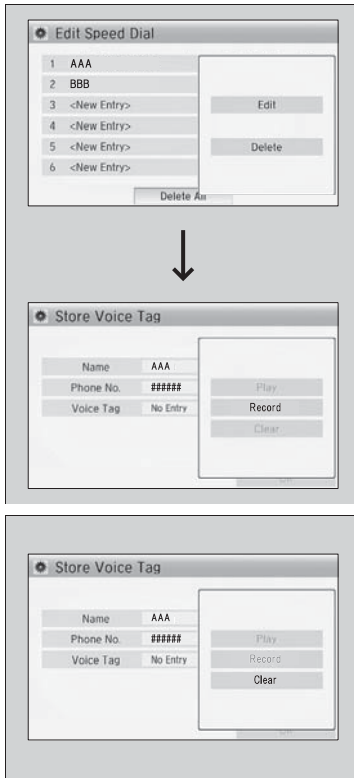 Edit Speed Dial
1 AAA
2 BBB
3 <New Entry>
4 <New Entry>
5 <New Entry>
6 <New Entry>
Edit
Delete
Delete All
Store Voice Tag
Name AAA
Phone No. ######
Voice Tag No Entry
Play
Record
Clear
OK
Store Voice Tag
Name AAA
Phone No. ######
Voice Tag No Entry
Play
Record
Clear
OK